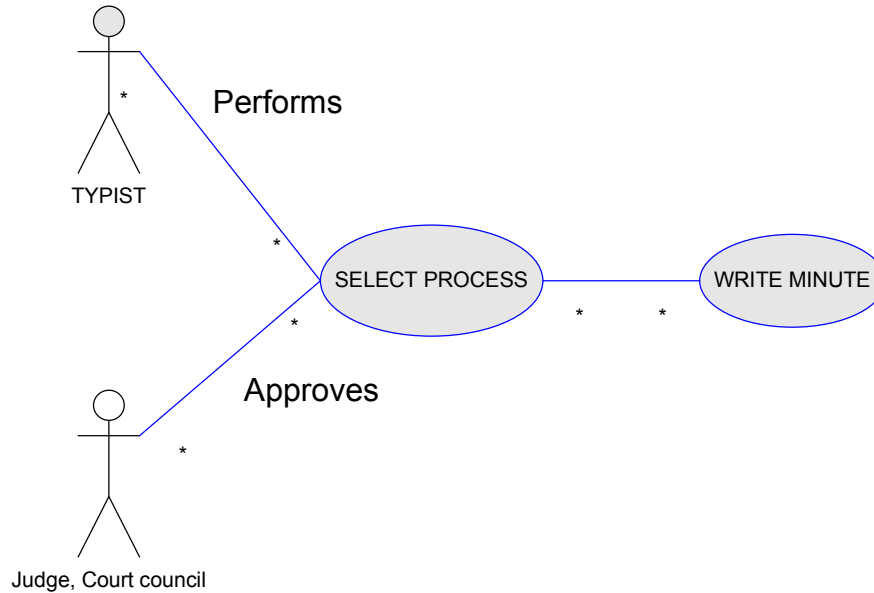 *
Performs
TYPIST
*
SELECT PROCESS
WRITE MINUTE
*
*
*
Approves
*
Judge, Court council